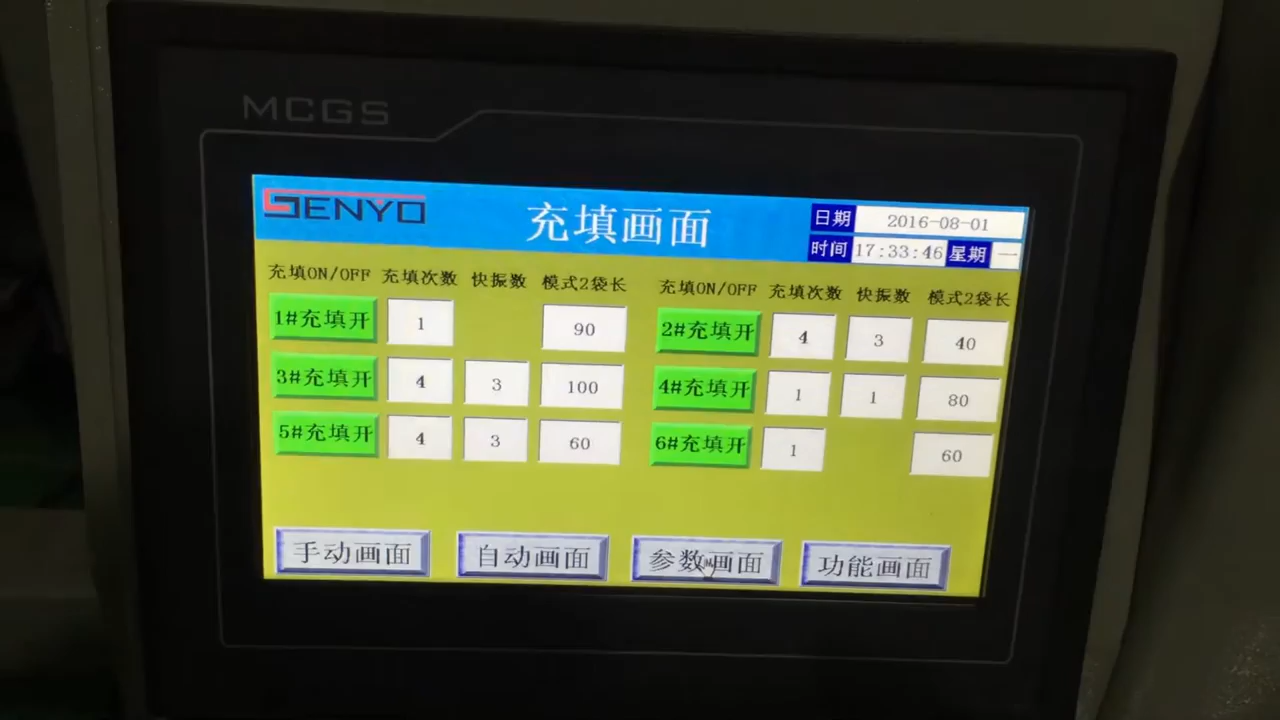 MCGS
SENYO
充填画面
日期 2016-08-01
时间 17:33:46 星期 一
充填ON/OFF 充填次数 快振数 模式2袋长 充填ON/OFF 充填次数 快振数 模式2袋长
1#充填开 1 90 2#充填开 4 3 40
3#充填开 4 3 100 4#充填开 1 1 80
5#充填开 4 3 60 6#充填开 1 60
手动画面 自动画面 参数画面 功能画面